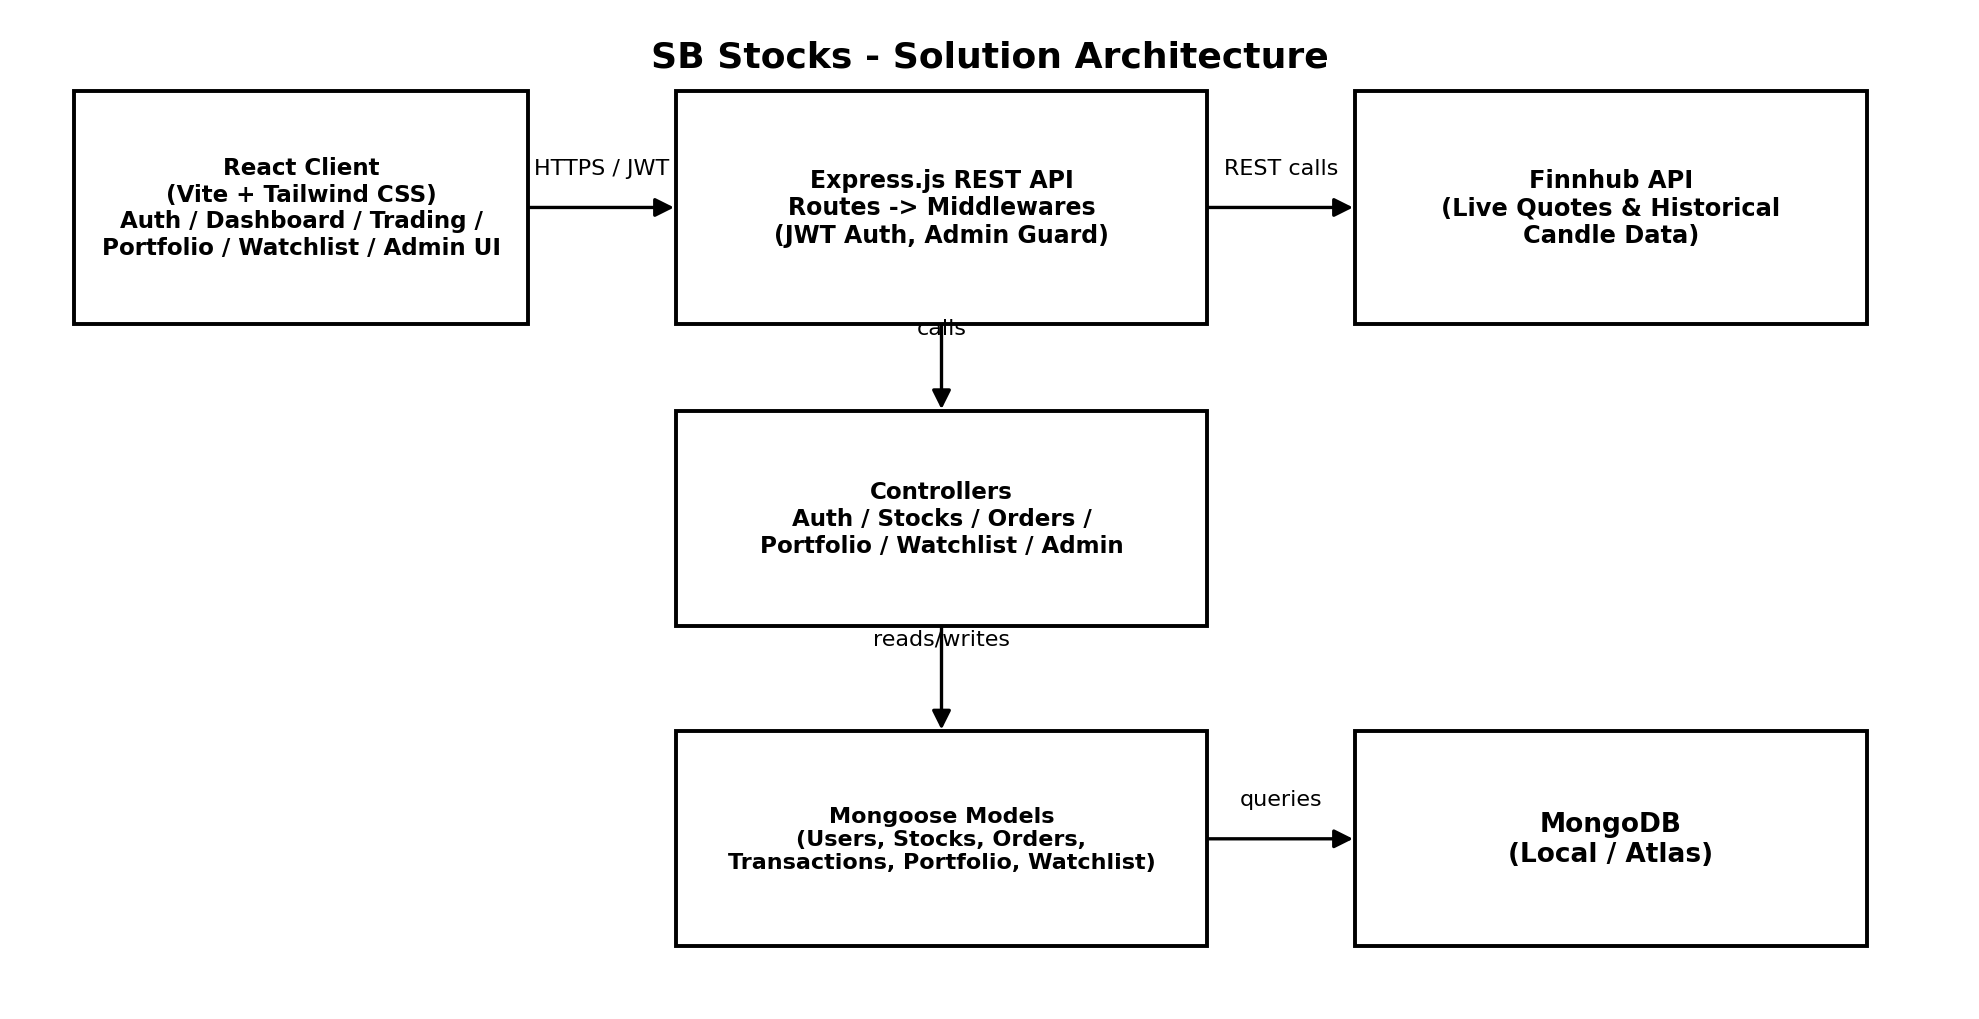 SB Stocks - Solution Architecture
React Client
(Vite + Tailwind CSS)
Auth / Dashboard / Trading /
Portfolio / Watchlist / Admin UI
HTTPS / JWT
Express.js REST API
Routes -> Middlewares
(JWT Auth, Admin Guard)
REST calls
Finnhub API
(Live Quotes & Historical
Candle Data)
calls
Controllers
Auth / Stocks / Orders /
Portfolio / Watchlist / Admin
reads/writes
Mongoose Models
(Users, Stocks, Orders,
Transactions, Portfolio, Watchlist)
queries
MongoDB
(Local / Atlas)